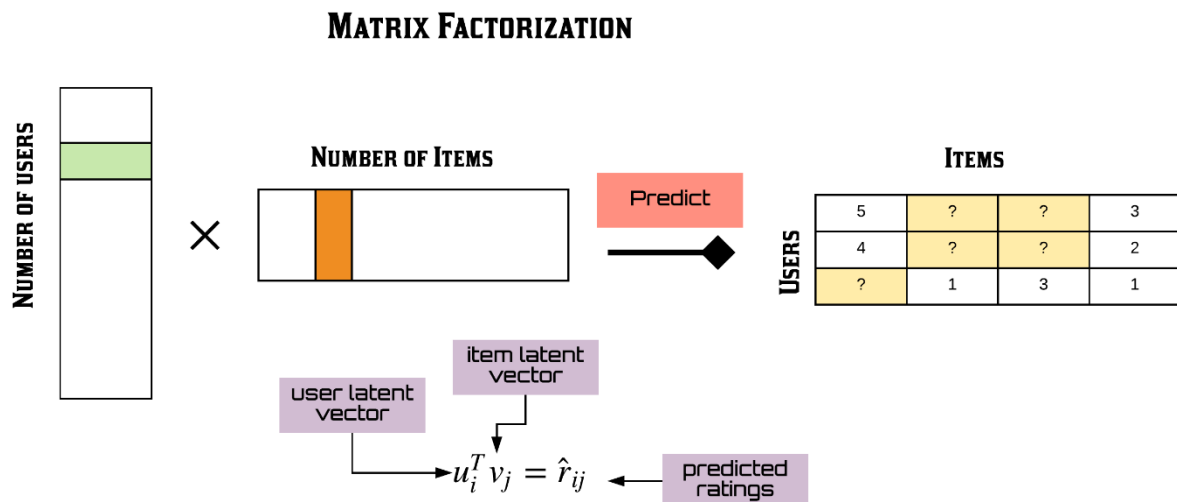 MATRIX FACTORIZATION
NUMBER OF USERS
NUMBER OF ITEMS
Predict
ITEMS
USERS
5 ? ? 3
4 ? ? 2
? 1 3 1
item latent
vector
user latent
vector
u_i^T v_j = r̂_ij
predicted
ratings